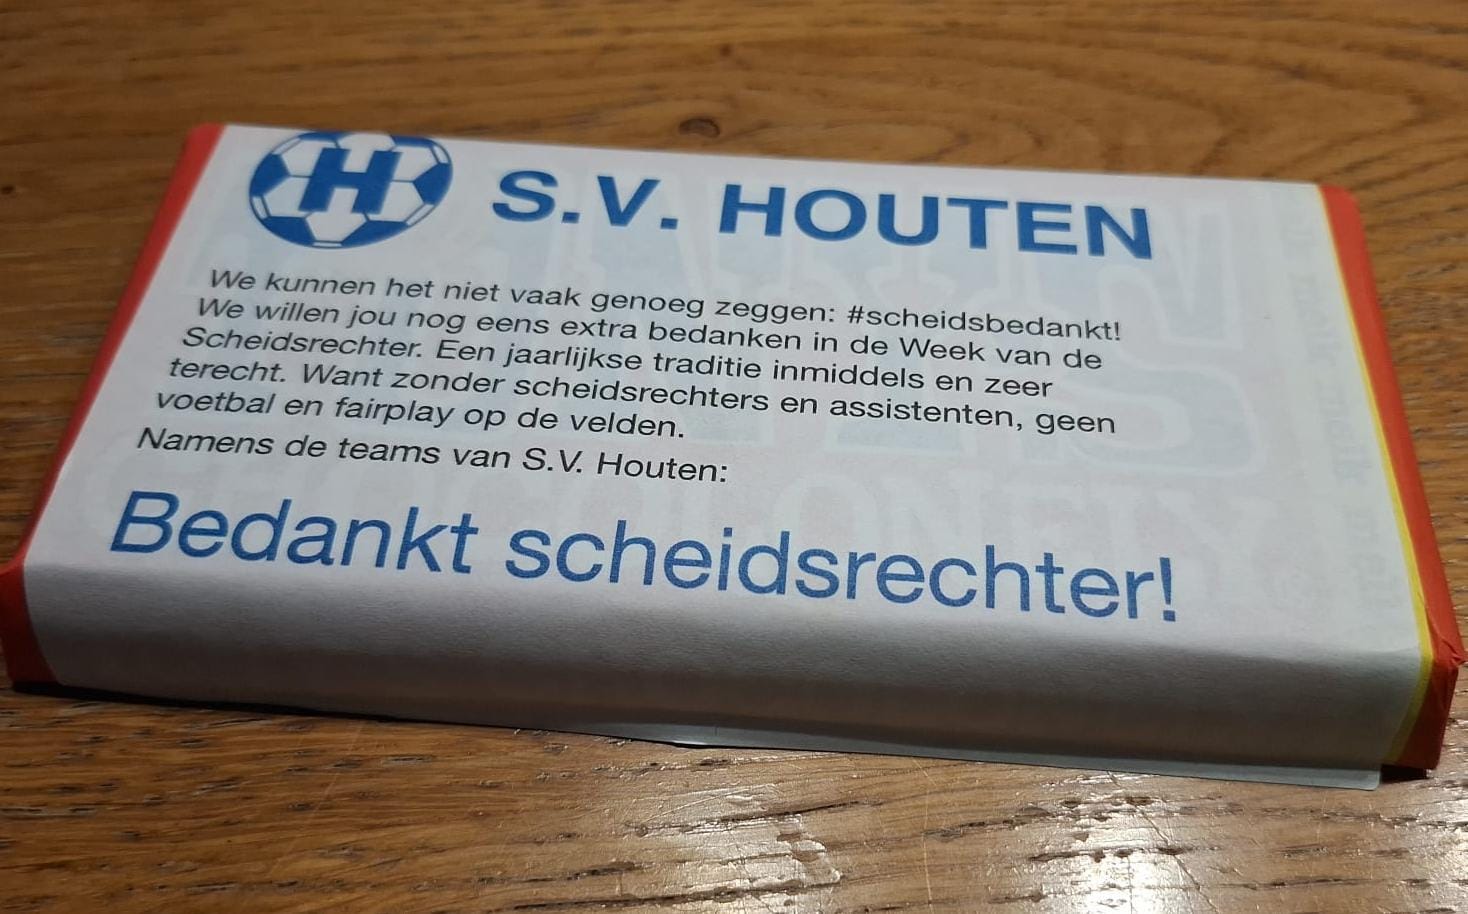 H
S.V. HOUTEN
We kunnen het niet vaak genoeg zeggen: #scheidsbedankt!
We willen jou nog eens extra bedanken in de Week van de
Scheidsrechter. Een jaarlijkse traditie inmiddels en zeer
terecht. Want zonder scheidsrechters en assistenten, geen
voetbal en fairplay op de velden.
Namens de teams van S.V. Houten:
Bedankt scheidsrechter!